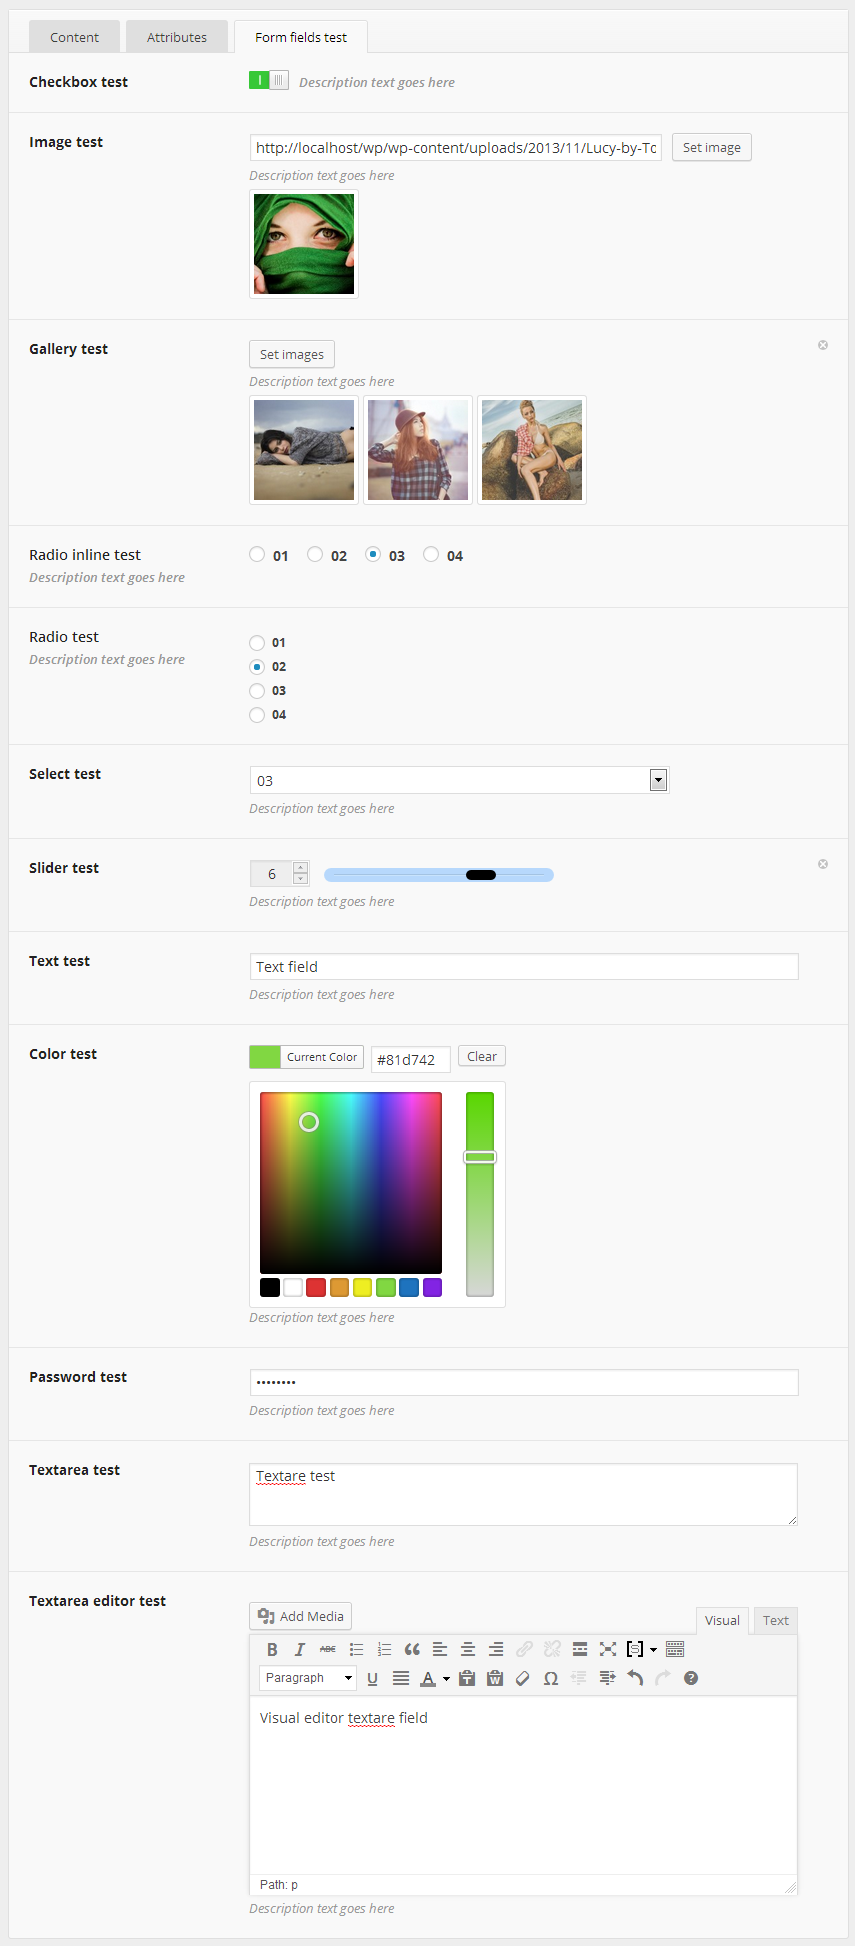 Content Attributes Form fields test
Checkbox test Description text goes here
Image test http://localhost/wp/wp-content/uploads/2013/11/Lucy-by-To Set image
Description text goes here
Gallery test Set images
Description text goes here
Radio inline test 01 02 03 04
Description text goes here
Radio test 01
Description text goes here
02
03
04
Select test 03
Description text goes here
Slider test 6
Description text goes here
Text test Text field
Description text goes here
Color test Current Color #81d742 Clear
Description text goes here
Password test ••••••••
Description text goes here
Textarea test Textare test
Description text goes here
Textarea editor test Add Media Visual Text
B I ABC
Paragraph U A T W Ω ?
Visual editor textare field
Path: p
Description text goes here